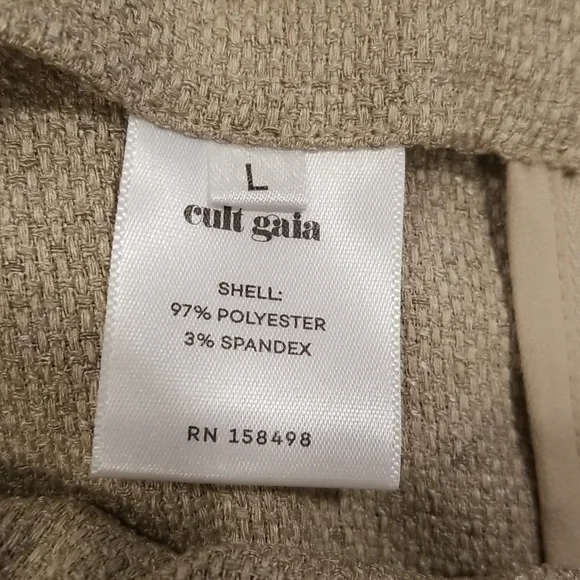 L
cult gaia
SHELL:
97% POLYESTER
3% SPANDEX
RN 158498